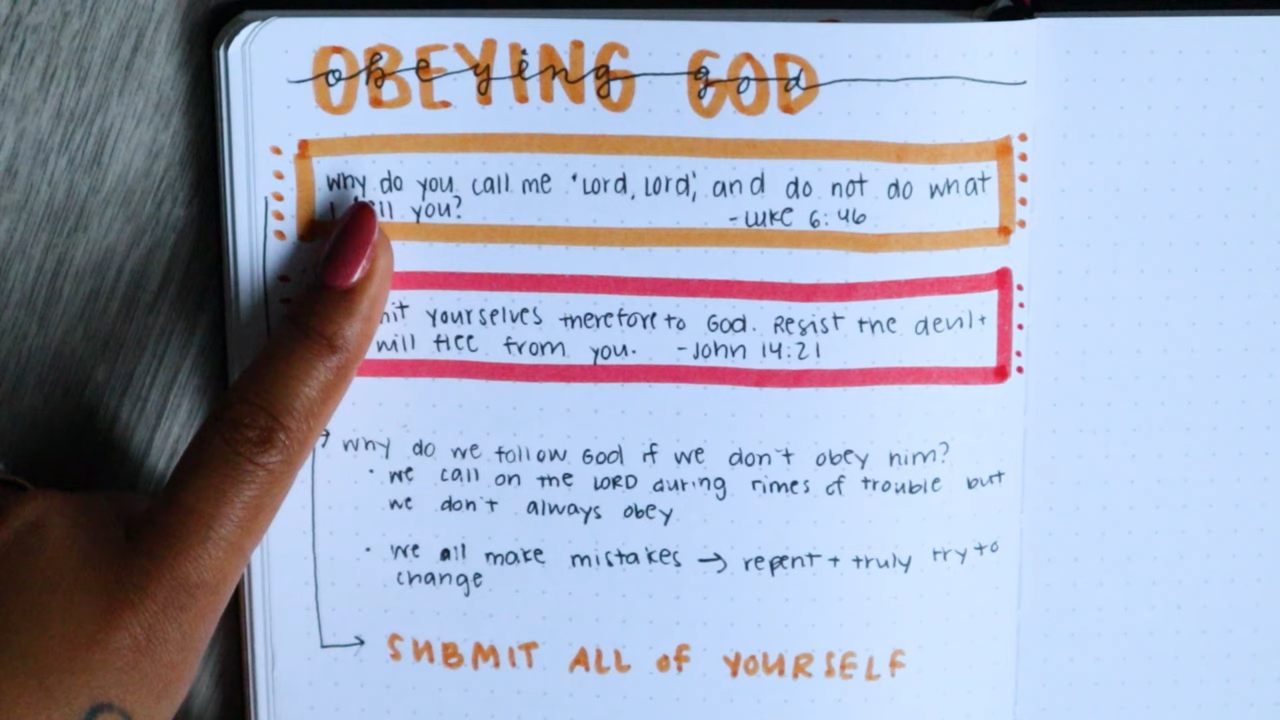 OBEYING GOD
obeying god
why do you call me "Lord, Lord," and do not do what
you?
-Luke 6:46
yourselves therefore to God. Resist the devil +
will flee from you. -John 14:21
why do we follow God if we don't obey him?
· we call on the LORD during times of trouble but
we don't always obey
· we all make mistakes → repent + truly try to
change
SUBMIT ALL of YOURSELF